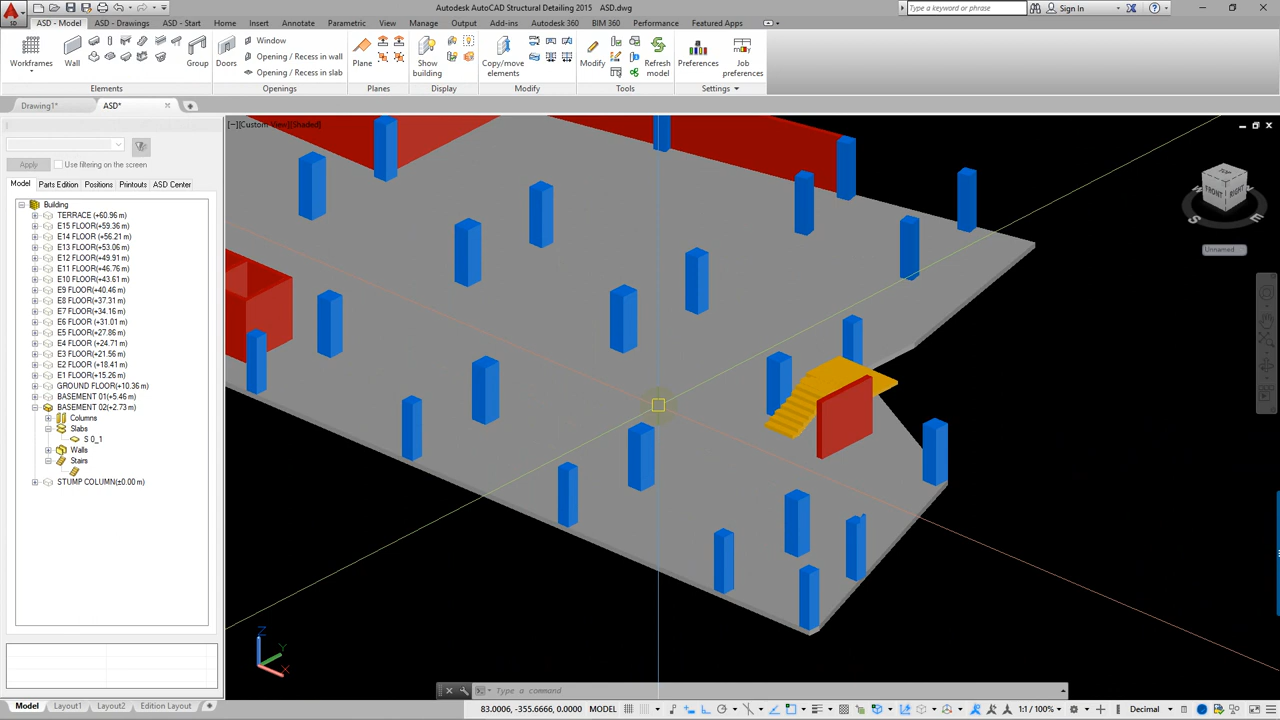 Autodesk AutoCAD Structural Detailing 2015 ASD.dwg
Type a keyword or phrase
Sign In
ASD - Model
ASD - Drawings
ASD - Start
Home
Insert
Annotate
Parametric
View
Manage
Output
Add-ins
Autodesk 360
BIM 360
Performance
Featured Apps
Workframes
Wall
Group
Doors
Window
Opening / Recess in wall
Opening / Recess in slab
Plane
Show building
Copy/move elements
Modify
Refresh model
Preferences
Job preferences
Elements
Openings
Planes
Display
Modify
Tools
Settings
Drawing1*
ASD*
[−][Custom View][Shaded]
Apply
Use filtering on the screen
Model
Parts Edition
Positions
Printouts
ASD Center
Building
TERRACE (+60.96 m)
E15 FLOOR(+59.36 m)
E14 FLOOR (+56.21 m)
E13 FLOOR(+53.06 m)
E12 FLOOR(+49.91 m)
E11 FLOOR(+46.76 m)
E10 FLOOR(+43.61 m)
E9 FLOOR(+40.46 m)
E8 FLOOR(+37.31 m)
E7 FLOOR(+34.16 m)
E6 FLOOR(+31.01 m)
E5 FLOOR(+27.86 m)
E4 FLOOR(+24.71 m)
E3 FLOOR(+21.56 m)
E2 FLOOR (+18.41 m)
E1 FLOOR(+15.26 m)
GROUND FLOOR(+10.36 m)
BASEMENT 01(+5.46 m)
BASEMENT 02(+2.73 m)
Columns
Slabs
S 0_1
Walls
Stairs
STUMP COLUMN(±0.00 m)
TOP
FRONT
RIGHT
S
E
Unnamed
Z
Y
X
Type a command
Model
Layout1
Layout2
Edition Layout
83.0076, -355.6666, 0.0000
MODEL
1:1 / 100%
Decimal